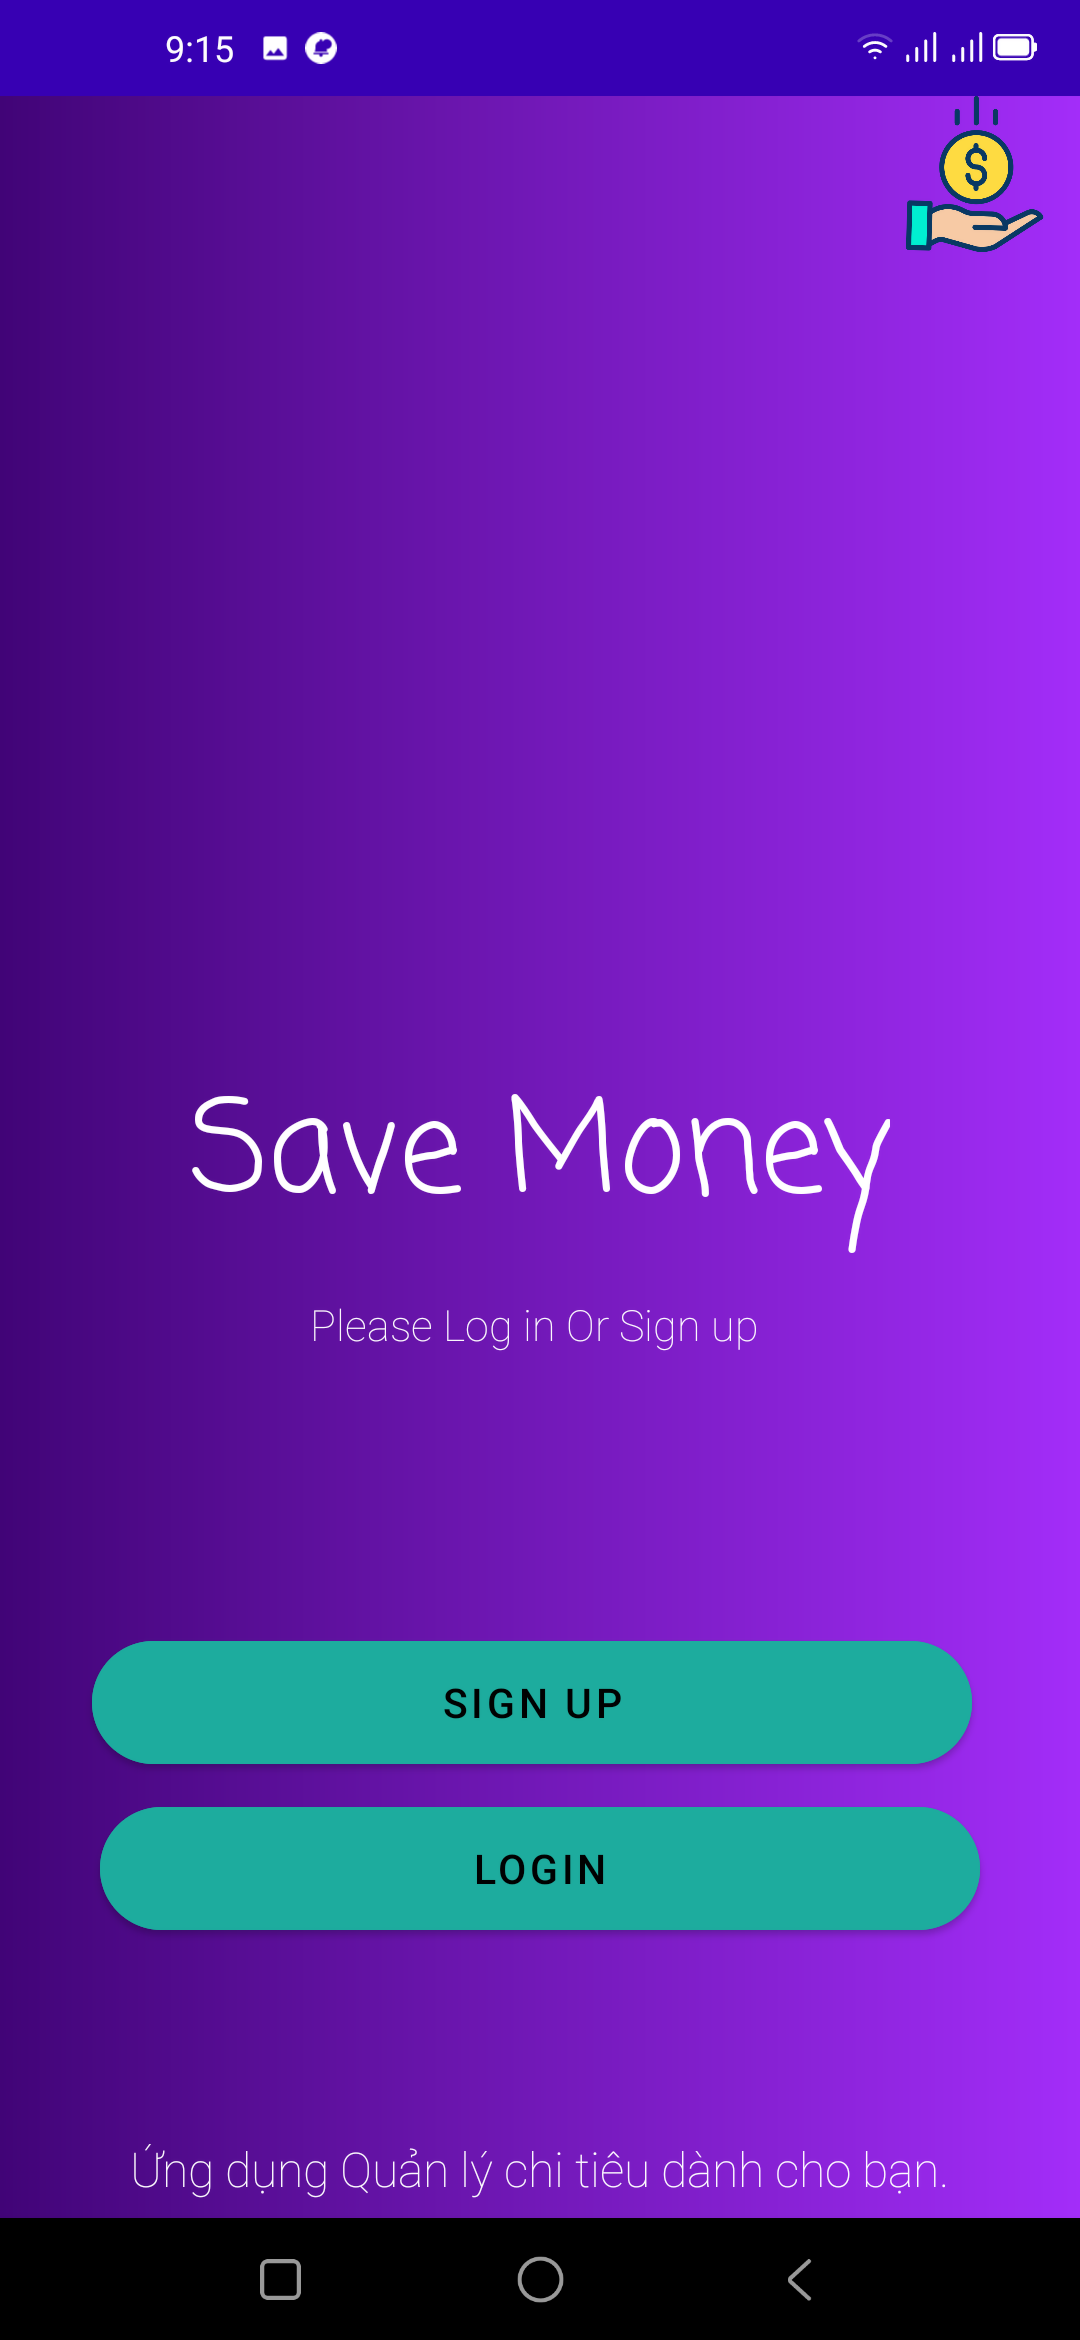 9:15
$
Save Money
Please Log in Or Sign up
SIGN UP
LOGIN
Ứng dụng Quản lý chi tiêu dành cho bạn.